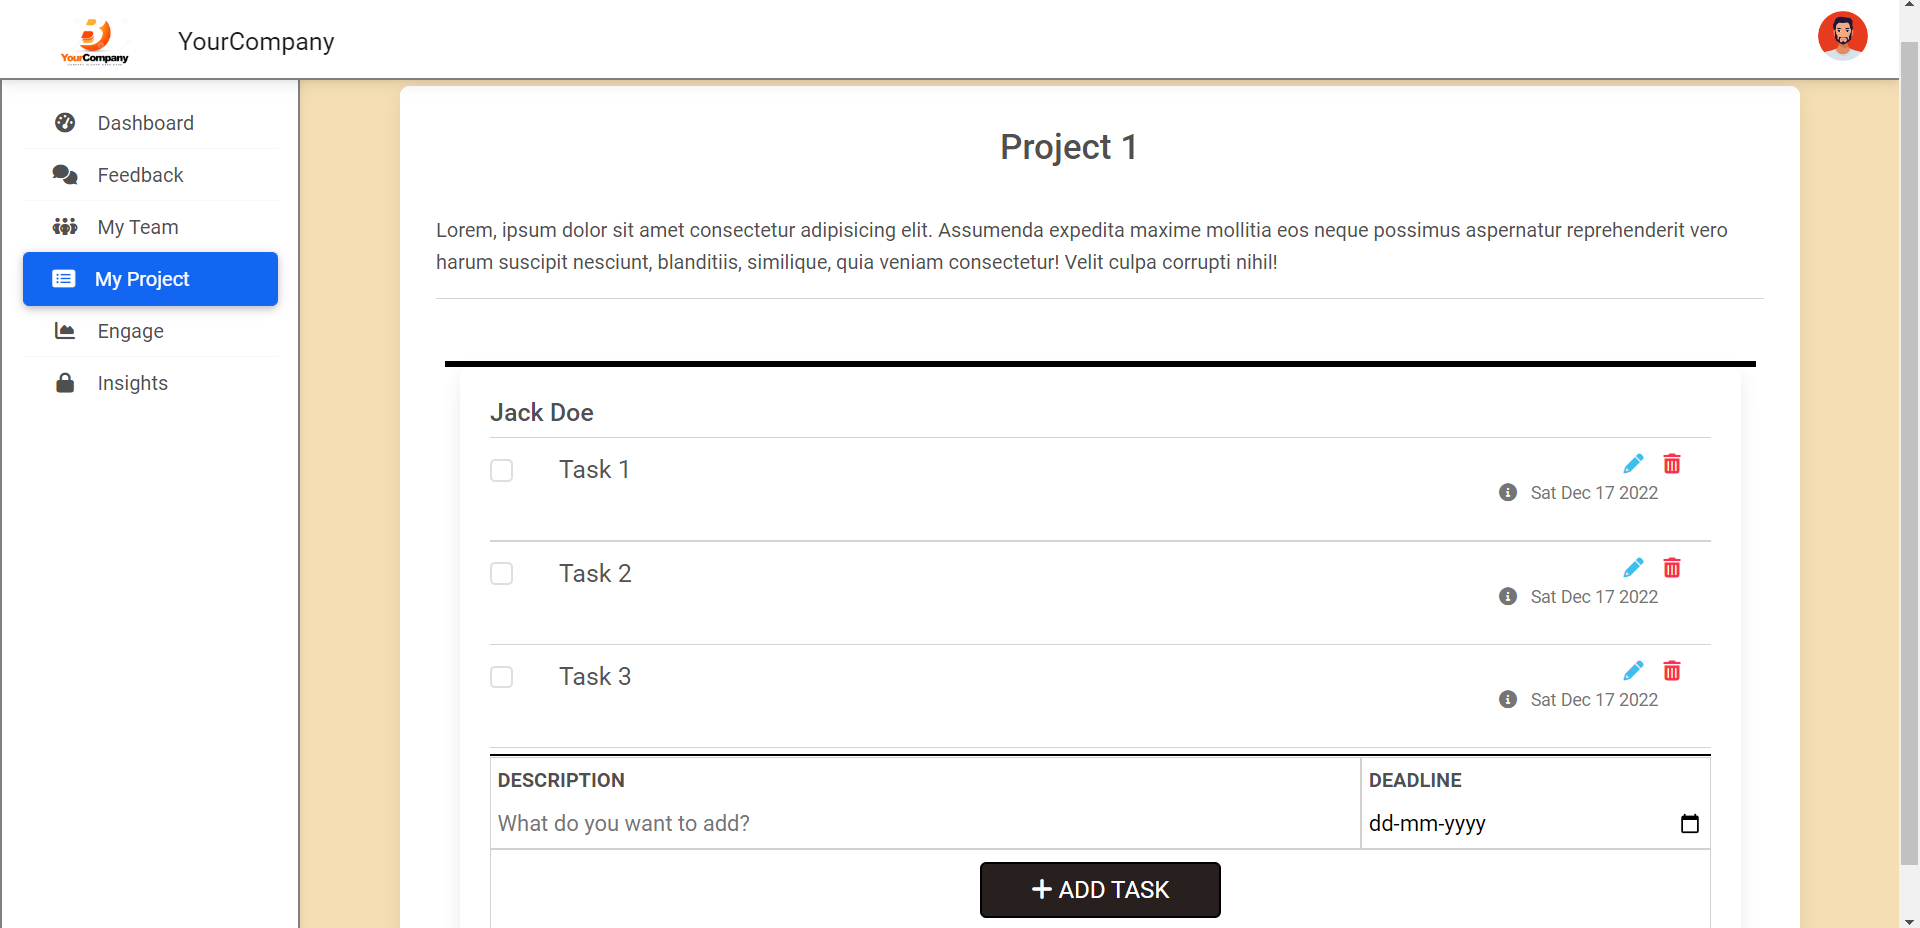 YourCompany
YourCompany
Dashboard
Feedback
My Team
My Project
Engage
Insights
Project 1
Lorem, ipsum dolor sit amet consectetur adipisicing elit. Assumenda expedita maxime mollitia eos neque possimus aspernatur reprehenderit vero
harum suscipit nesciunt, blanditiis, similique, quia veniam consectetur! Velit culpa corrupti nihil!
Jack Doe
Task 1
Sat Dec 17 2022
Task 2
Sat Dec 17 2022
Task 3
Sat Dec 17 2022
DESCRIPTION
DEADLINE
What do you want to add?
dd-mm-yyyy
ADD TASK